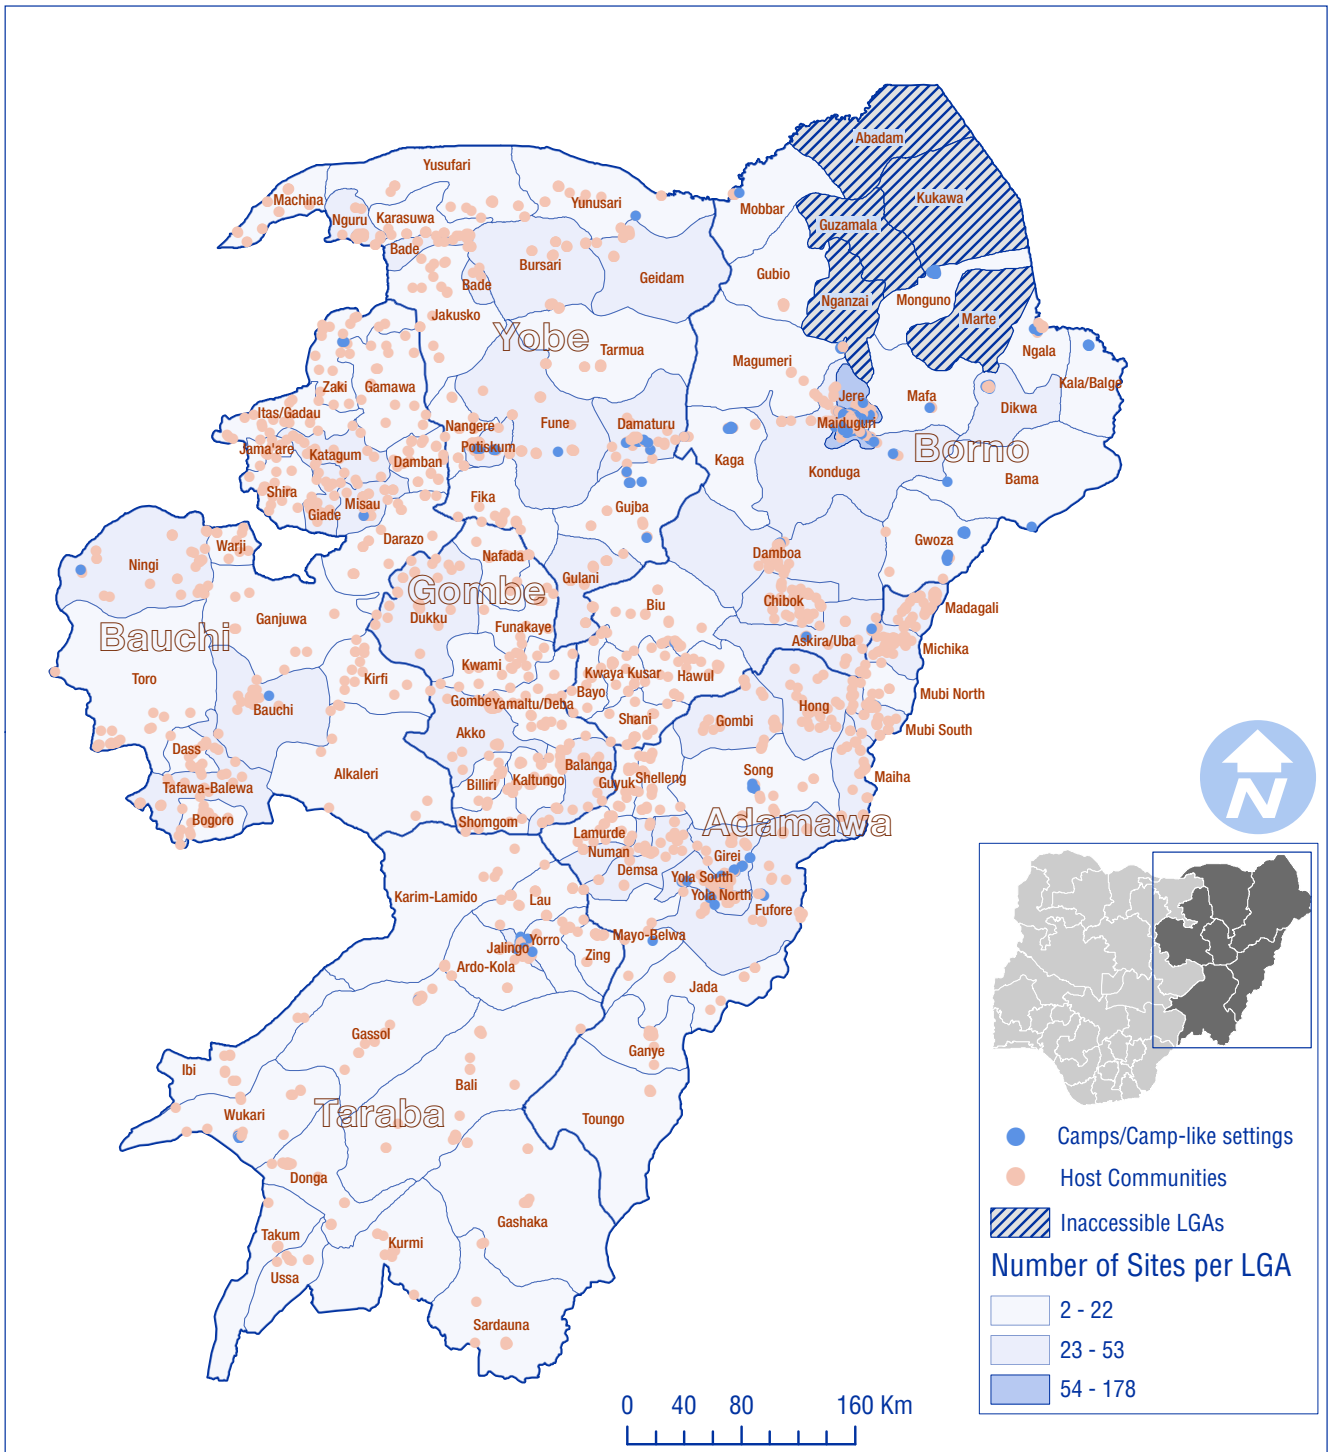 Abadam
Yusufari
Kukawa
Machina
Yunusari
Mobbar
Nguru
Karasuwa
Guzamala
Bade
Bursari
Geidam
Gubio
Bade
Nganzai
Monguno
Jakusko
Marte
Yobe
Tarmua
Ngala
Magumeri
Zaki
Gamawa
Kala/Balge
Jere
Mafa
Dikwa
Itas/Gadau
Nangere
Fune
Damaturu
Maiduguri
Jama'are
Katagum
Potiskum
Borno
Damban
Kaga
Konduga
Bama
Shira
Misau
Fika
Giade
Gujba
Darazo
Gwoza
Warji
Nafada
Damboa
Ningi
Gulani
Gombe
Chibok
Biu
Madagali
Ganjuwa
Dukku
Funakaye
Bauchi
Askira/Uba
Michika
Kwami
Kwaya Kusar
Hawul
Toro
Kirfi
Bayo
Mubi North
Gombe
Yamaltu/Deba
Bauchi
Hong
Shani
Gombi
Mubi South
Akko
Dass
Balanga
Song
Alkaleri
Kaltungo
Shelleng
Maiha
Billiri
Guyuk
Tafawa-Balewa
Bogoro
Shomgom
Adamawa
Lamurde
Numan
Girei
Demsa
Yola South
Karim-Lamido
Lau
Yola North
Fufore
Mayo-Belwa
Yorro
Jalingo
Zing
Ardo-Kola
Jada
Gassol
Ganye
Ibi
Bali
Taraba
Wukari
Toungo
Donga
Gashaka
Takum
Kurmi
Ussa
Sardauna
N
Camps/Camp-like settings
Host Communities
Inaccessible LGAs
Number of Sites per LGA
2 - 22
23 - 53
54 - 178
0 40 80 160 Km